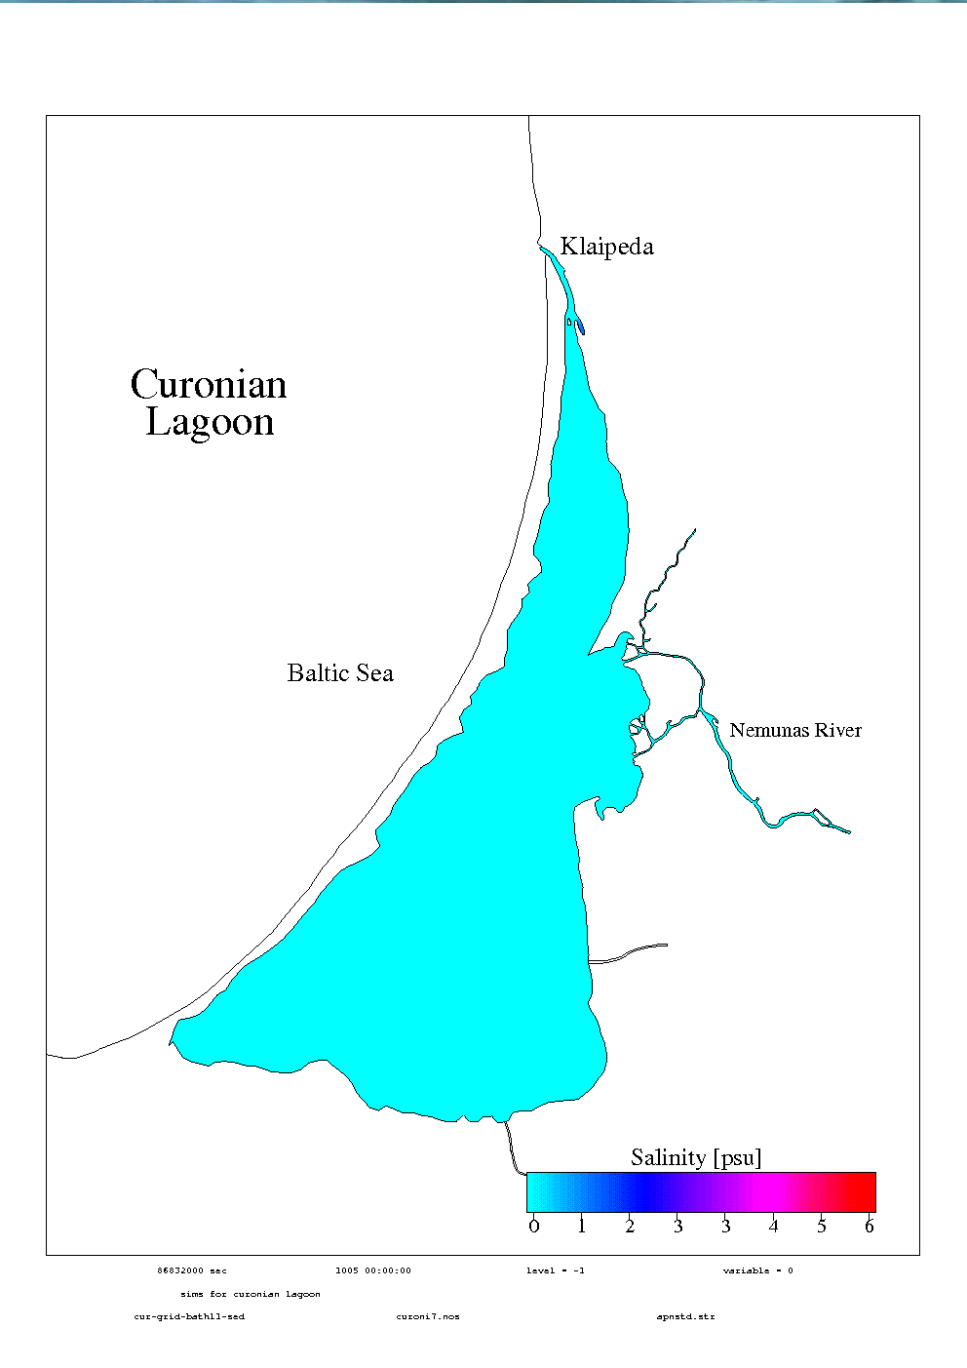 Klaipeda
Curonian
Lagoon
Baltic Sea
Nemunas River
Salinity [psu]
0 1 2 3 3 4 5 6
86832000 sec 1005 00:00:00 level = -1 variable = 0
sims for curonian lagoon
cur-grid-bath11-sed curoni7.nos apnstd.str